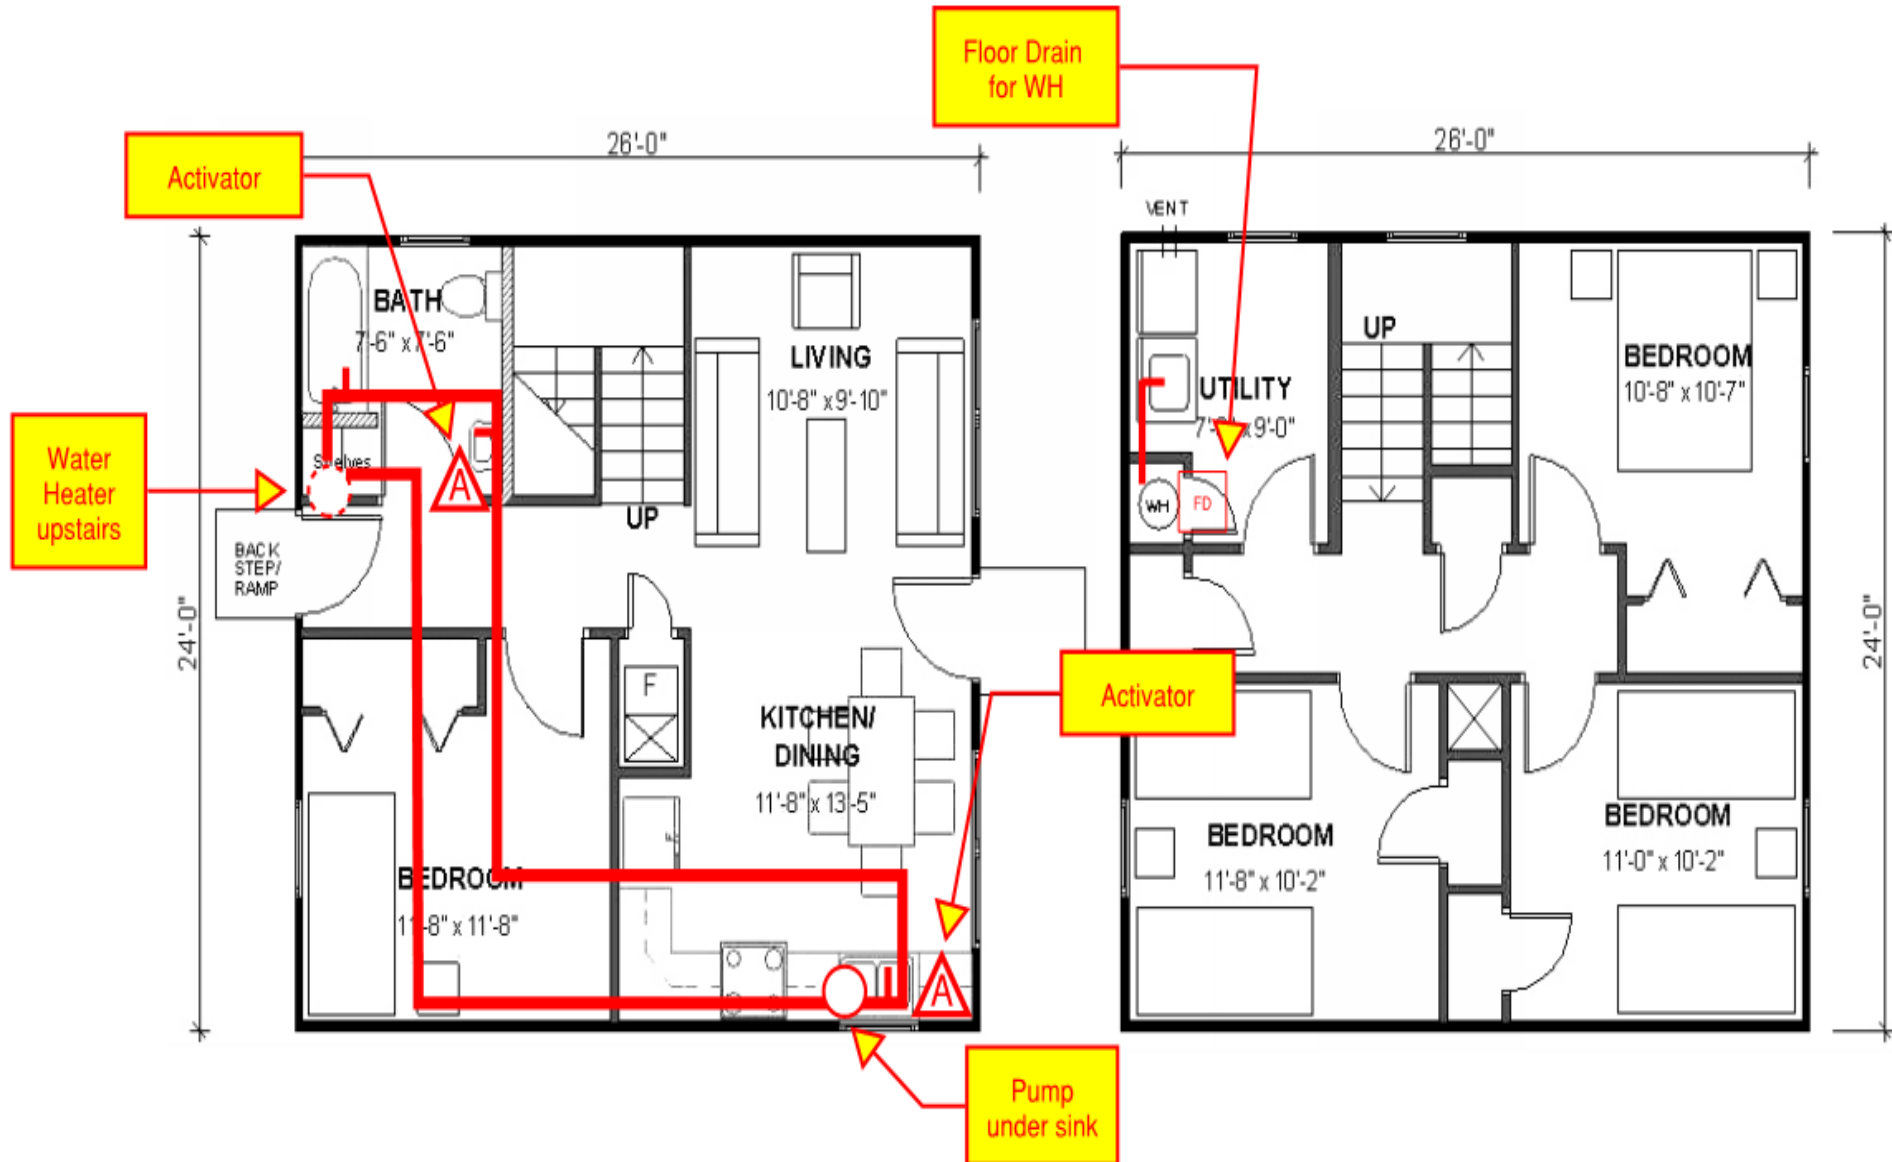 Floor Drain
for WH
26'-0"
26'-0"
Activator
VENT
BATH
7'-6" x 7'-6"
LIVING
10'-8" x 9'-10"
UP
BEDROOM
10'-8" x 10'-7"
UTILITY
x 9'-0"
Water
Heater
upstairs
Shelves
A
UP
WH
FD
BACK
STEP/
RAMP
24'-0"
24'-0"
F
Activator
KITCHEN/
DINING
11'-8" x 13'-5"
BEDROOM
11'-8" x 11'-8"
BEDROOM
11'-8" x 10'-2"
BEDROOM
11'-0" x 10'-2"
A
Pump
under sink